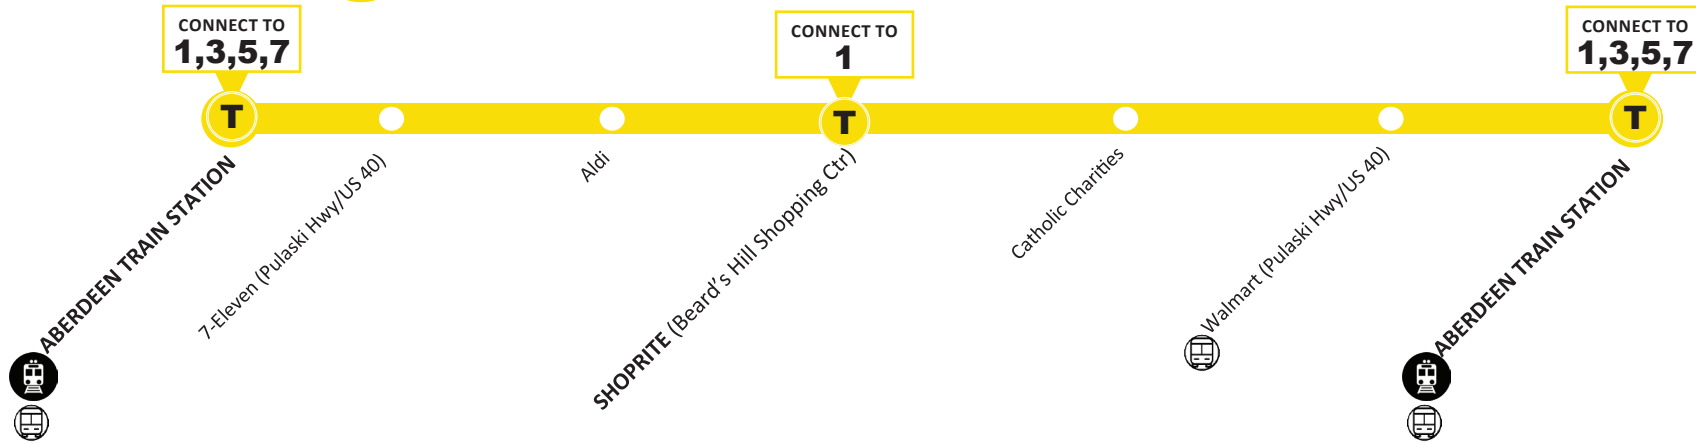 CONNECT TO
1,3,5,7
CONNECT TO
1
CONNECT TO
1,3,5,7
T
T
T
ABERDEEN TRAIN STATION
7-Eleven (Pulaski Hwy/US 40)
Aldi
SHOPRITE (Beard's Hill Shopping Ctr)
Catholic Charities
Walmart (Pulaski Hwy/US 40)
ABERDEEN TRAIN STATION